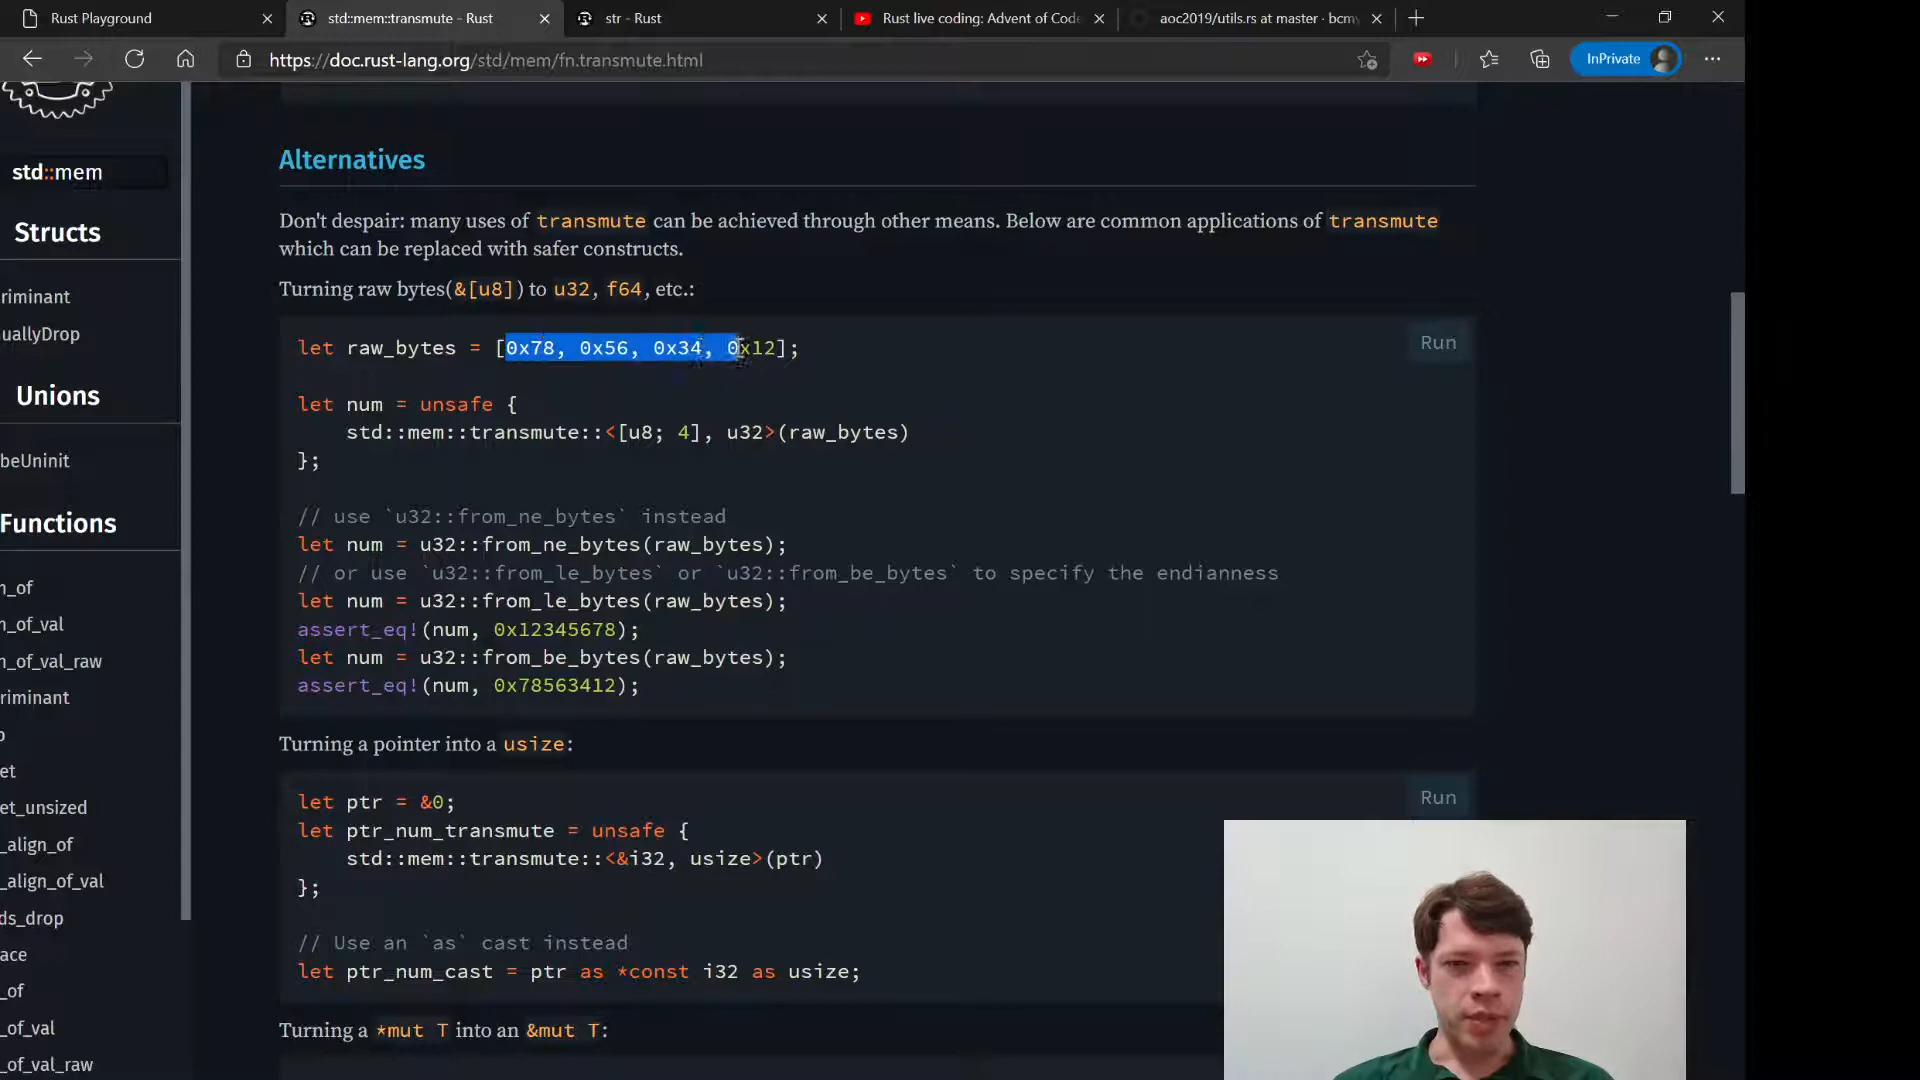 Rust Playground
std::mem::transmute - Rust
str - Rust
Rust live coding: Advent of Code
aoc2019/utils.rs at master · bcmy
https://doc.rust-lang.org/std/mem/fn.transmute.html
InPrivate
std::mem
Structs
riminant
uallyDrop
Unions
beUninit
Functions
n_of
n_of_val
n_of_val_raw
riminant
o
et
et_unsized
_align_of
_align_of_val
ds_drop
ace
_of
_of_val
_of_val_raw
Alternatives
Don't despair: many uses of transmute can be achieved through other means. Below are common applications of transmute
which can be replaced with safer constructs.
Turning raw bytes(&[u8]) to u32, f64, etc.:
Run
let raw_bytes = [0x78, 0x56, 0x34, 0x12];
let num = unsafe {
std::mem::transmute::<[u8; 4], u32>(raw_bytes)
};
// use `u32::from_ne_bytes` instead
let num = u32::from_ne_bytes(raw_bytes);
// or use `u32::from_le_bytes` or `u32::from_be_bytes` to specify the endianness
let num = u32::from_le_bytes(raw_bytes);
assert_eq!(num, 0x12345678);
let num = u32::from_be_bytes(raw_bytes);
assert_eq!(num, 0x78563412);
Turning a pointer into a usize:
Run
let ptr = &0;
let ptr_num_transmute = unsafe {
std::mem::transmute::<&i32, usize>(ptr)
};
// Use an `as` cast instead
let ptr_num_cast = ptr as *const i32 as usize;
Turning a *mut T into an &mut T: